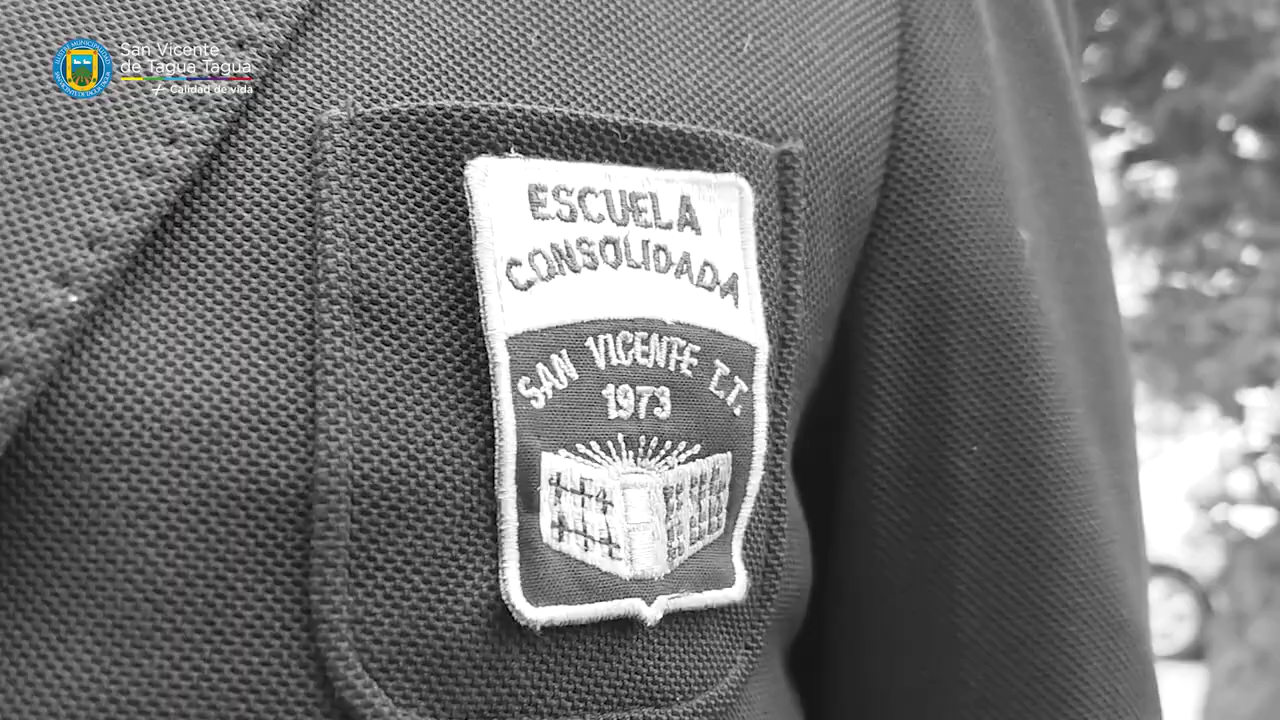 San Vicente
de Tagua Tagua
Calidad de vida
ESCUELA
CONSOLIDADA
SAN VICENTE T.T.
1973